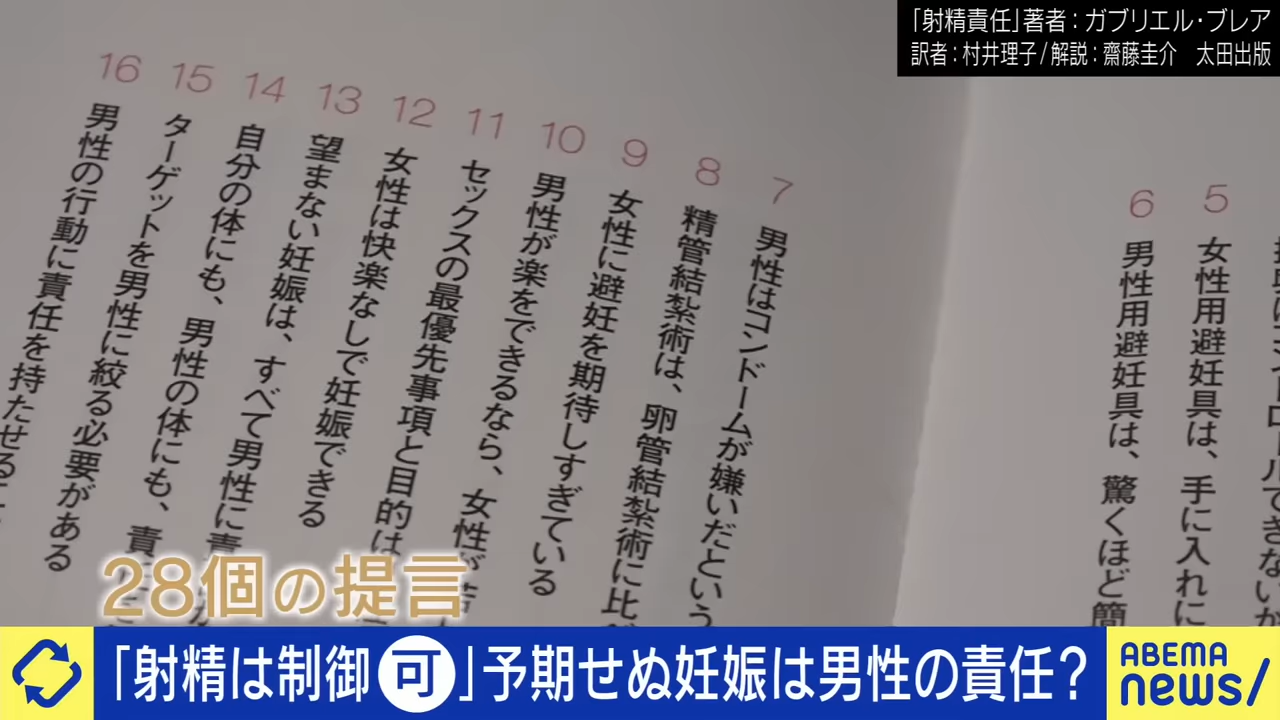 「射精責任」著者：ガブリエル・ブレア
訳者：村井理子/解説：齋藤圭介　太田出版
5 女性用避妊具は、手に入れに
6 男性用避妊具は、驚くほど簡
7 男性はコンドームが嫌いだという
8 精管結紮術は、卵管結紮術に比
9 女性に避妊を期待しすぎている
10 男性が楽をできるなら、女性が
11 セックスの最優先事項と目的は
12 女性は快楽なしで妊娠できる
13 望まない妊娠は、すべて男性に責
14 自分の体にも、男性の体にも、責
15 ターゲットを男性に絞る必要がある
16 男性の行動に責任を持たせる
28個の提言
「射精は制御可」予期せぬ妊娠は男性の責任?
ABEMA
news/